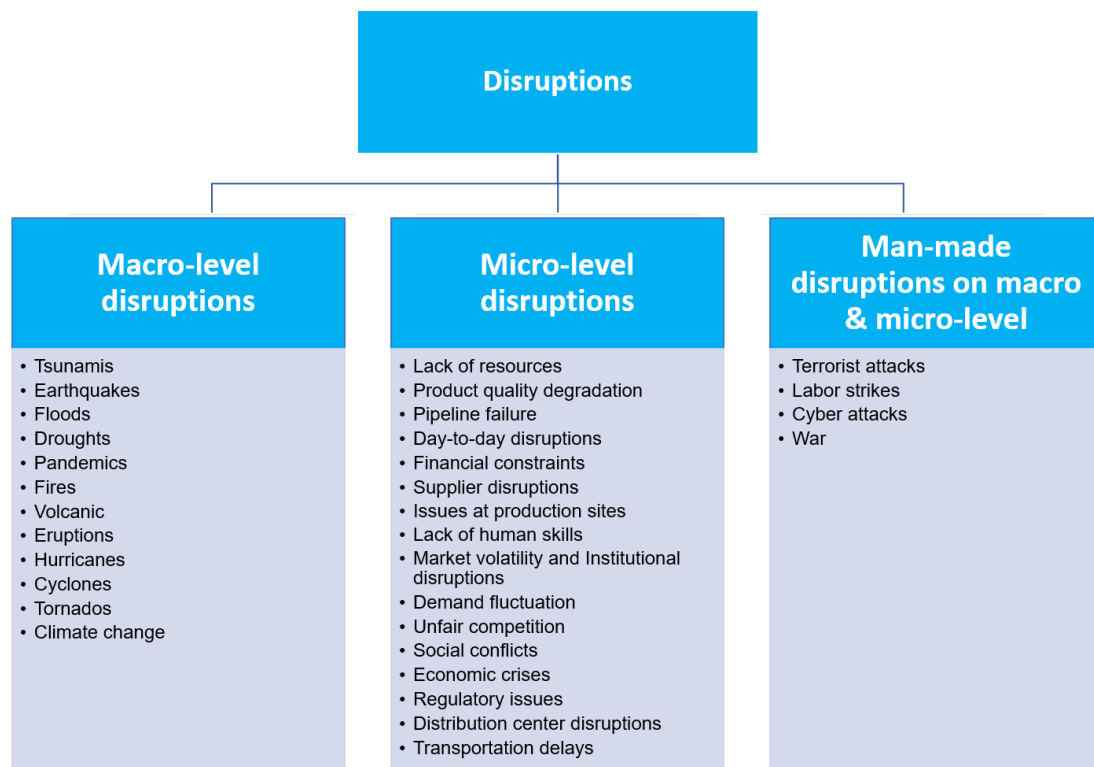 Disruptions
Macro-level
disruptions
• Tsunamis
• Earthquakes
• Floods
• Droughts
• Pandemics
• Fires
• Volcanic
• Eruptions
• Hurricanes
• Cyclones
• Tornados
• Climate change
Micro-level
disruptions
• Lack of resources
• Product quality degradation
• Pipeline failure
• Day-to-day disruptions
• Financial constraints
• Supplier disruptions
• Issues at production sites
• Lack of human skills
• Market volatility and Institutional
disruptions
• Demand fluctuation
• Unfair competition
• Social conflicts
• Economic crises
• Regulatory issues
• Distribution center disruptions
• Transportation delays
Man-made
disruptions on macro
& micro-level
• Terrorist attacks
• Labor strikes
• Cyber attacks
• War